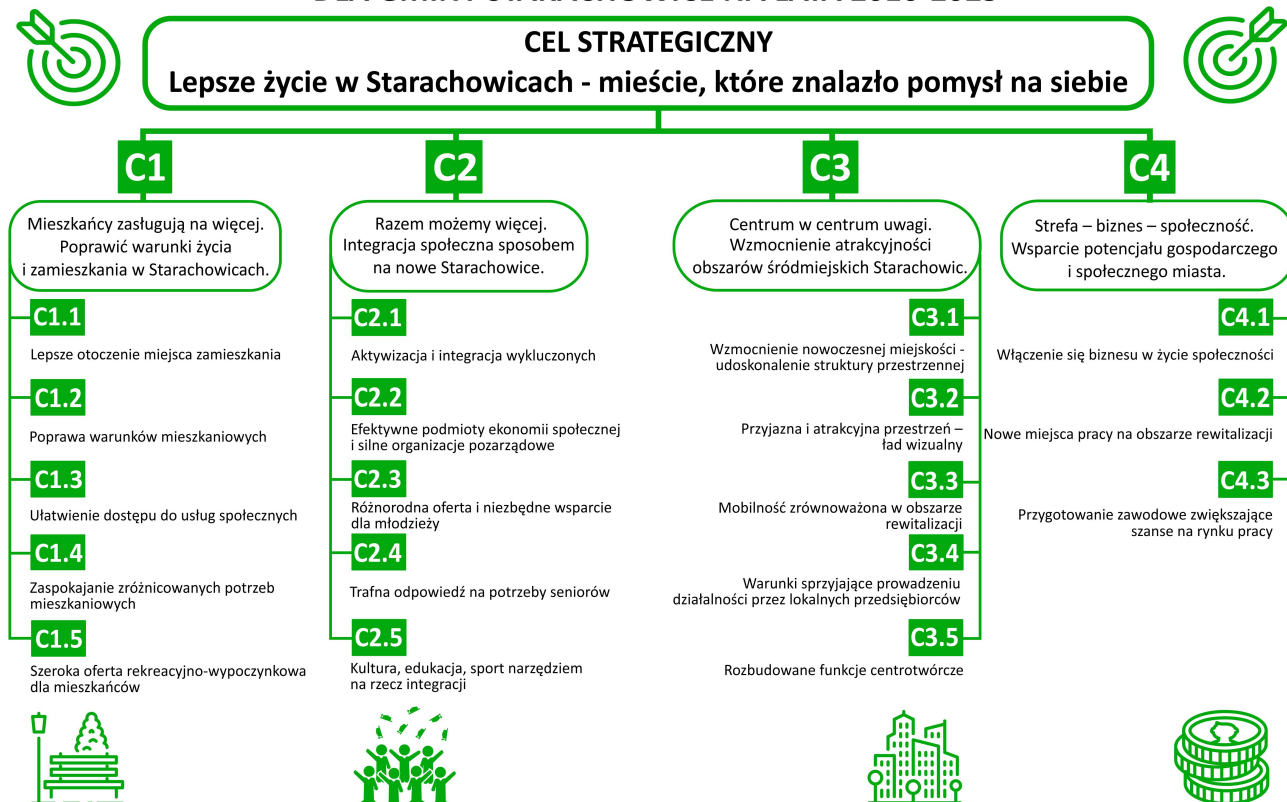 DLA GMINY STARACHOWICE NA LATA 2016-2025
CEL STRATEGICZNY
Lepsze życie w Starachowicach - mieście, które znalazło pomysł na siebie
C1
Mieszkańcy zasługują na więcej.
Poprawić warunki życia
i zamieszkania w Starachowicach.
C1.1
Lepsze otoczenie miejsca zamieszkania
C1.2
Poprawa warunków mieszkaniowych
C1.3
Ułatwienie dostępu do usług społecznych
C1.4
Zaspokajanie zróżnicowanych potrzeb
mieszkaniowych
C1.5
Szeroka oferta rekreacyjno-wypoczynkowa
dla mieszkańców
C2
Razem możemy więcej.
Integracja społeczna sposobem
na nowe Starachowice.
C2.1
Aktywizacja i integracja wykluczonych
C2.2
Efektywne podmioty ekonomii społecznej
i silne organizacje pozarządowe
C2.3
Różnorodna oferta i niezbędne wsparcie
dla młodzieży
C2.4
Trafna odpowiedź na potrzeby seniorów
C2.5
Kultura, edukacja, sport narzędziem
na rzecz integracji
C3
Centrum w centrum uwagi.
Wzmocnienie atrakcyjności
obszarów śródmiejskich Starachowic.
C3.1
Wzmocnienie nowoczesnej miejskości -
udoskonalenie struktury przestrzennej
C3.2
Przyjazna i atrakcyjna przestrzeń –
ład wizualny
C3.3
Mobilność zrównoważona w obszarze
rewitalizacji
C3.4
Warunki sprzyjające prowadzeniu
działalności przez lokalnych przedsiębiorców
C3.5
Rozbudowane funkcje centrotwórcze
C4
Strefa – biznes – społeczność.
Wsparcie potencjału gospodarczego
i społecznego miasta.
C4.1
Włączenie się biznesu w życie społeczności
C4.2
Nowe miejsca pracy na obszarze rewitalizacji
C4.3
Przygotowanie zawodowe zwiększające
szanse na rynku pracy